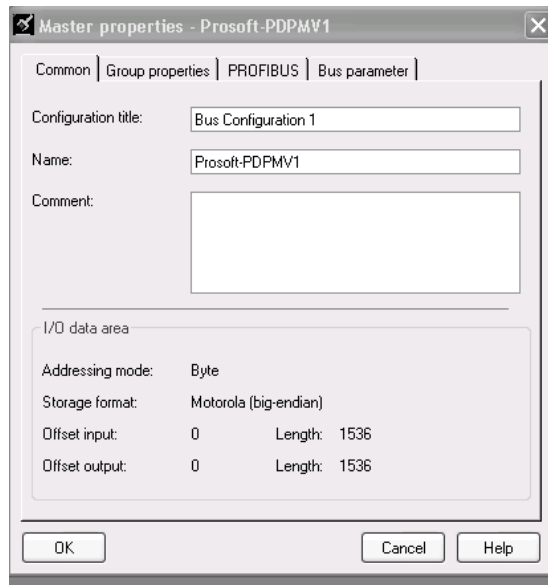 Master properties - Prosoft-PDPMV1
Common Group properties PROFIBUS Bus parameter
Configuration title: Bus Configuration 1
Name: Prosoft-PDPMV1
Comment:
I/O data area
Addressing mode: Byte
Storage format: Motorola (big-endian)
Offset input: 0 Length: 1536
Offset output: 0 Length: 1536
OK Cancel Help